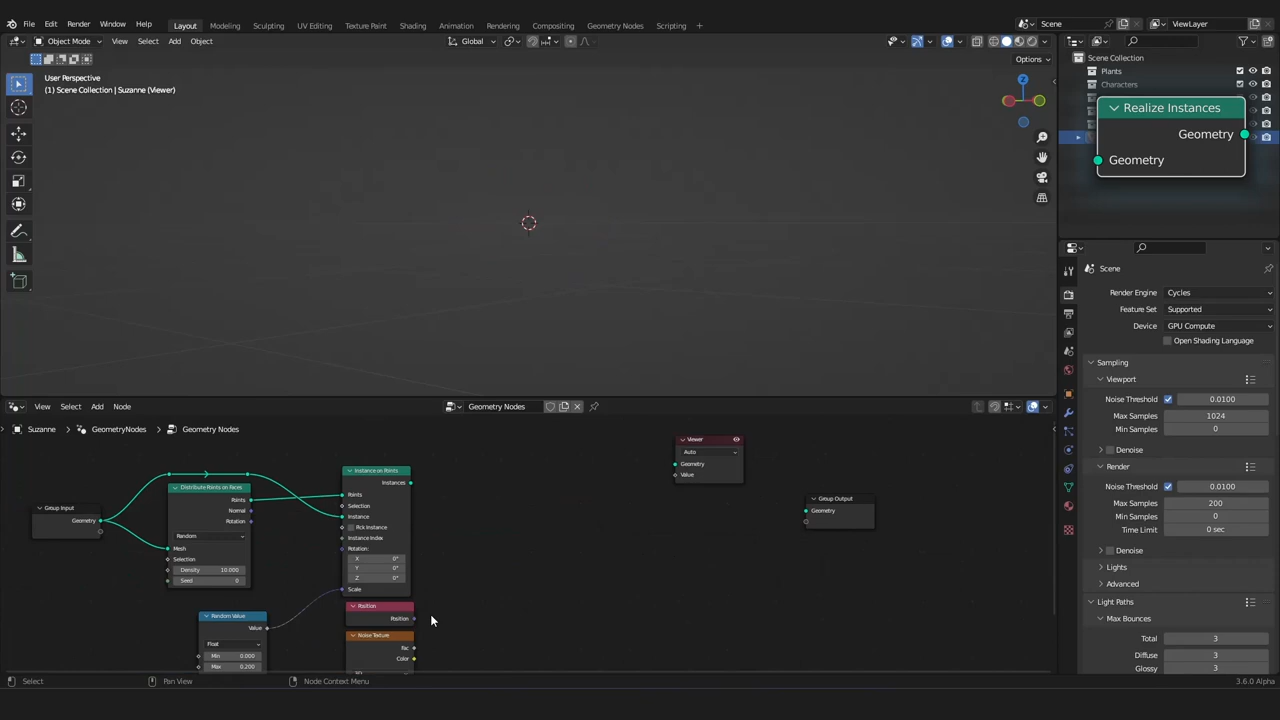 File Edit Render Window Help Layout Modeling Sculpting UV Editing Texture Paint Shading Animation Rendering Compositing Geometry Nodes Scripting + Scene ViewLayer
Object Mode View Select Add Object Global
Options
User Perspective
(1) Scene Collection | Suzanne (Viewer)
X
Z
Scene Collection
Plants
Characters
Realize Instances
Geometry
Geometry
Scene
Render Engine Cycles
Feature Set Supported
Device GPU Compute
Open Shading Language
Sampling
Viewport
Noise Threshold 0.0100
Max Samples 1024
Min Samples 0
Denoise
Render
Noise Threshold 0.0100
Max Samples 200
Min Samples 0
Time Limit 0 sec
Denoise
Lights
Advanced
Light Paths
Max Bounces
Total 3
Diffuse 3
Glossy 3
View Select Add Node Geometry Nodes
Suzanne > GeometryNodes > Geometry Nodes
Group Input
Geometry
Distribute Points on Faces
Points
Normal
Rotation
Random
Mesh
Selection
Density 10.000
Seed 0
Random Value
Value
Float
Min 0.000
Max 0.200
Instance on Points
Instances
Points
Selection
Instance
Pick Instance
Instance Index
Rotation:
X 0°
Y 0°
Z 0°
Scale
Position
Position
Noise Texture
Fac
Color
Viewer
Auto
Geometry
Value
Group Output
Geometry
Select Pan View Node Context Menu 3.6.0 Alpha